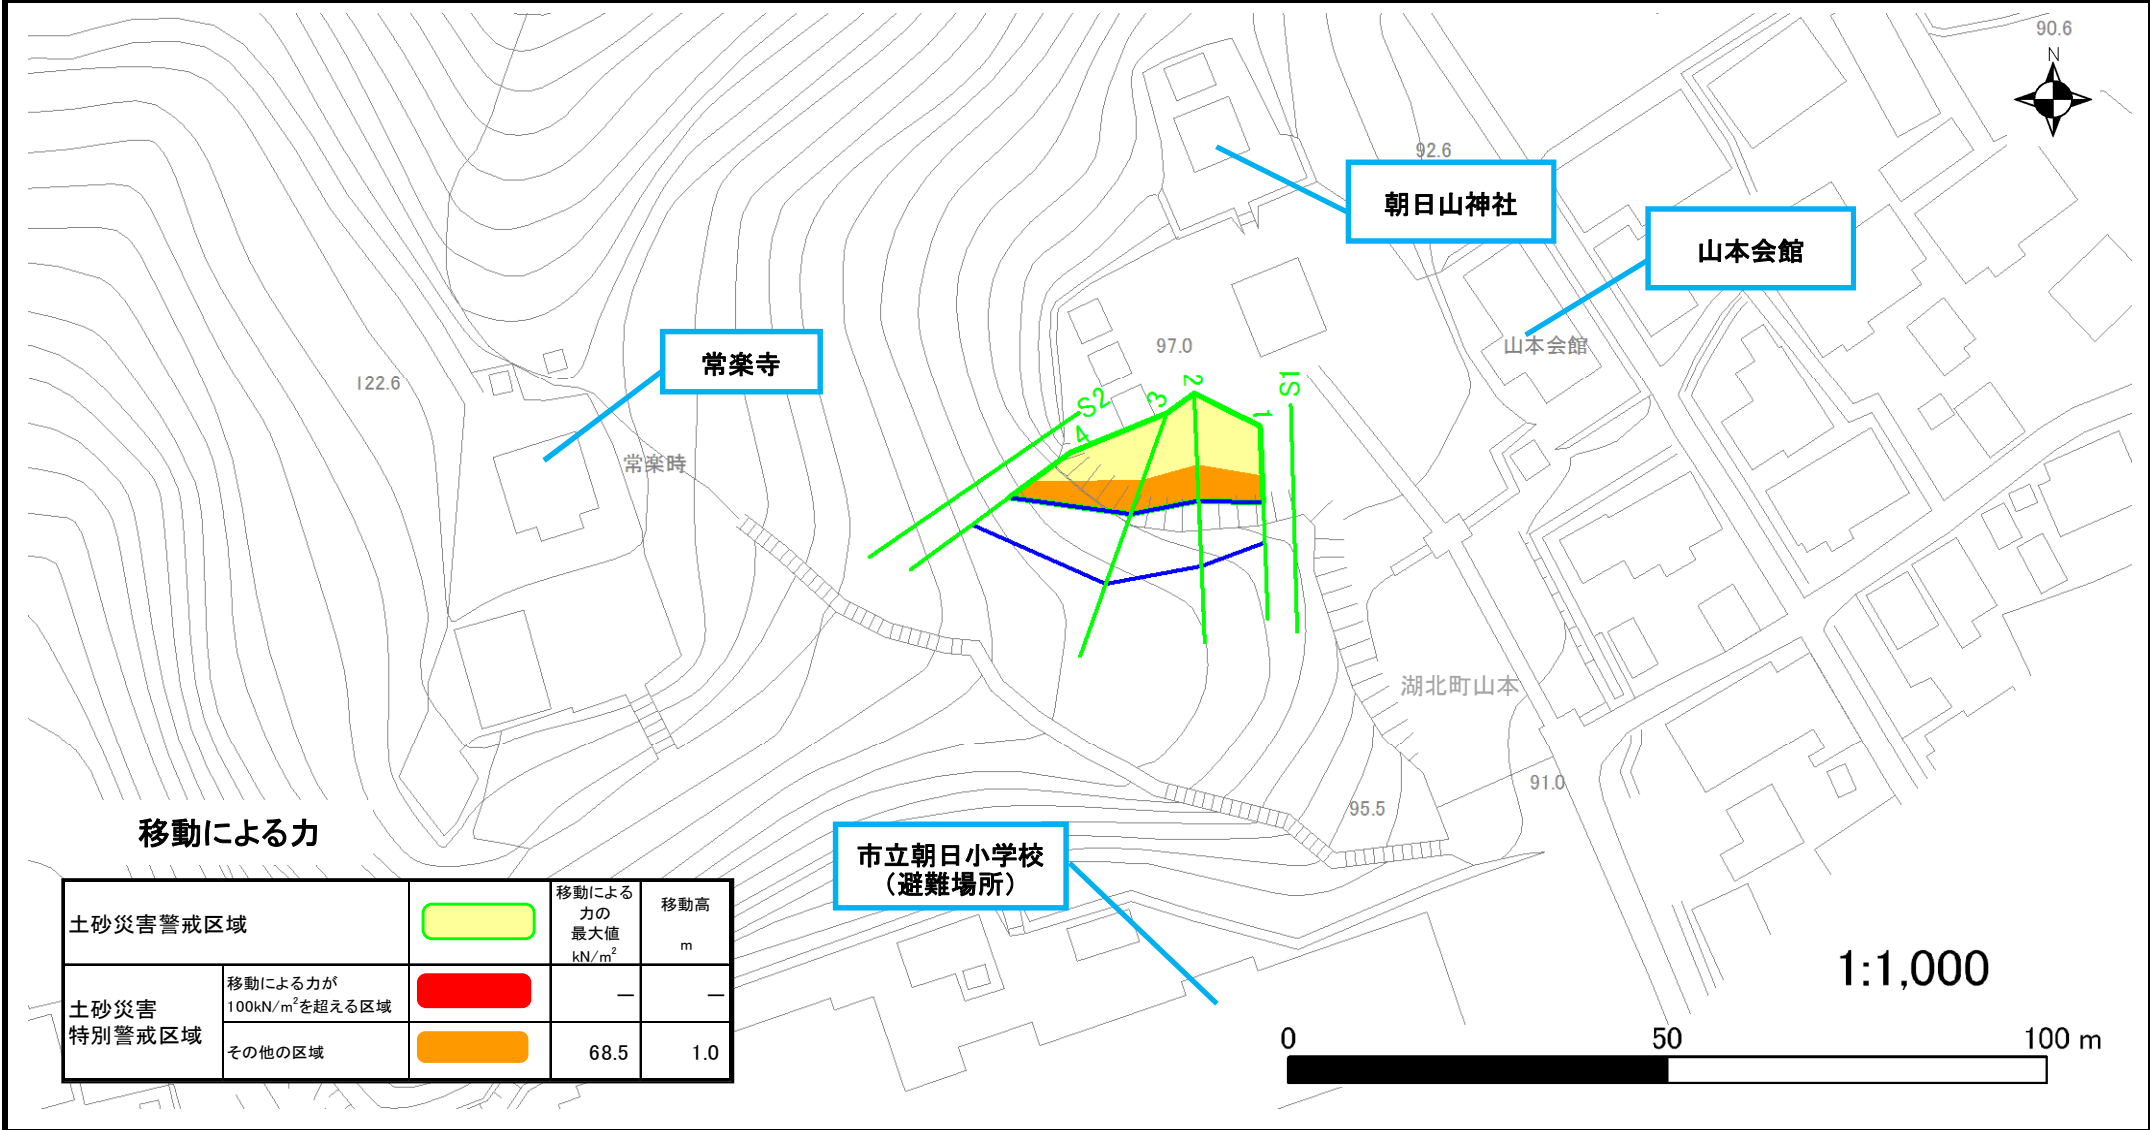 90.6
N
92.6
朝日山神社
山本会館
97.0
山本会館
常楽寺
122.6
常楽時
S2
4
3
2
1
S1
湖北町山本
91.0
95.5
市立朝日小学校
（避難場所）
移動による力
土砂災害警戒区域
移動による
力の
最大値
kN/m²
移動高
m
土砂災害
特別警戒区域
移動による力が
100kN/m²を超える区域
－
－
その他の区域
68.5
1.0
1:1,000
0
50
100 m